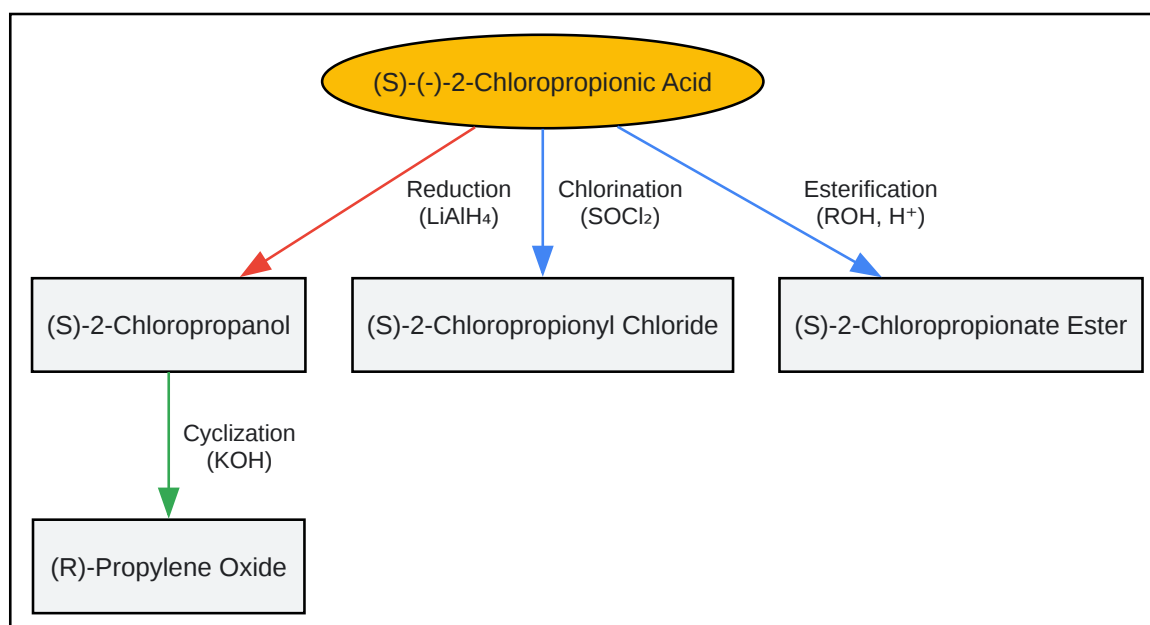 (S)-(-)-2-Chloropropionic Acid
Reduction
(LiAlH₄)
Chlorination
(SOCl₂)
Esterification
(ROH, H⁺)
(S)-2-Chloropropanol
(S)-2-Chloropropionyl Chloride
(S)-2-Chloropropionate Ester
Cyclization
(KOH)
(R)-Propylene Oxide